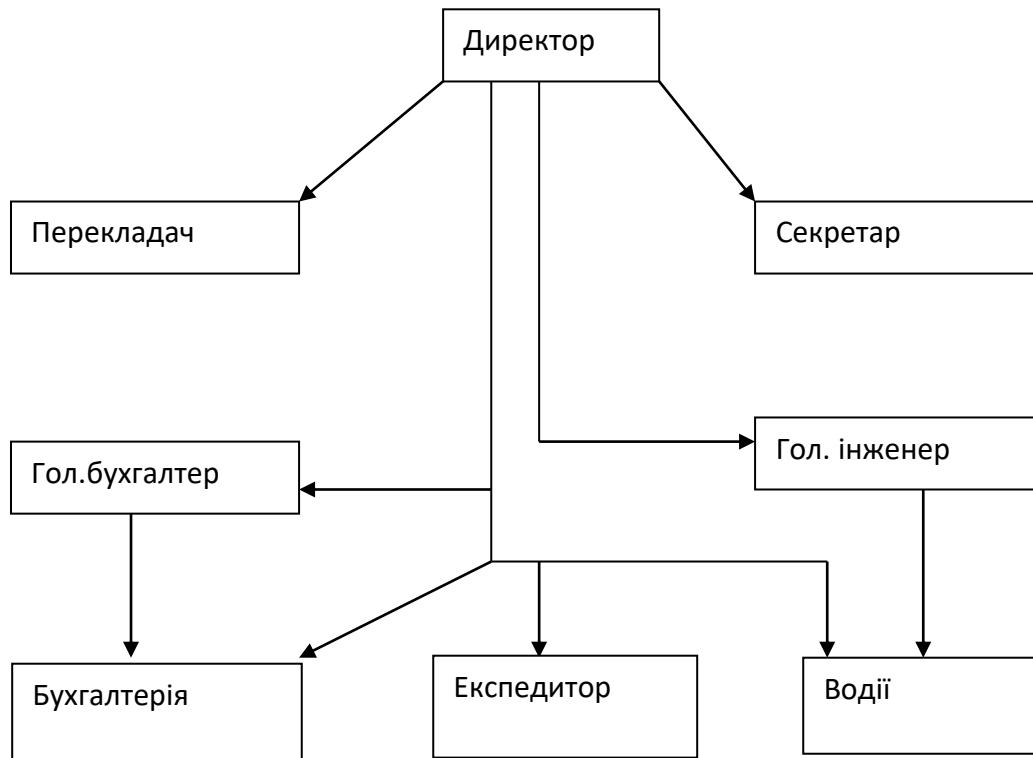 Директор
Перекладач
Секретар
Гол.бухгалтер
Гол. інженер
Бухгалтерія
Експедитор
Водії